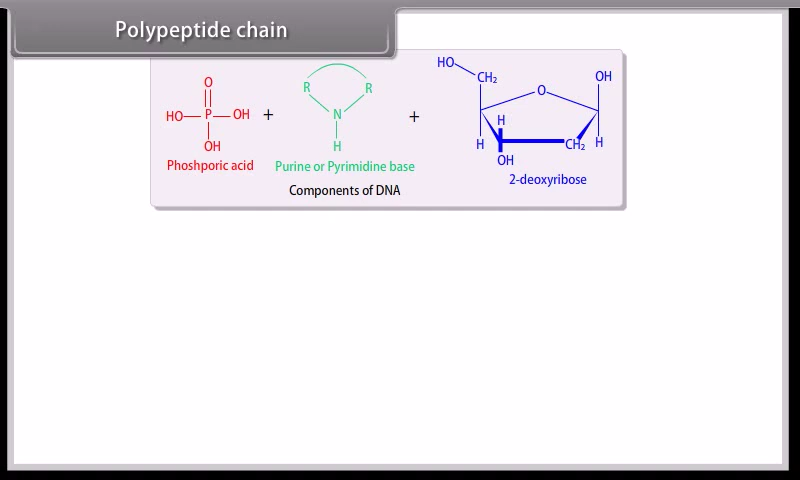 Polypeptide chain
O
HO P OH
OH
Phoshporic acid
+
R R
N
H
Purine or Pyrimidine base
+
HO
CH₂
O
OH
H
H
CH₂ H
OH
2-deoxyribose
Components of DNA